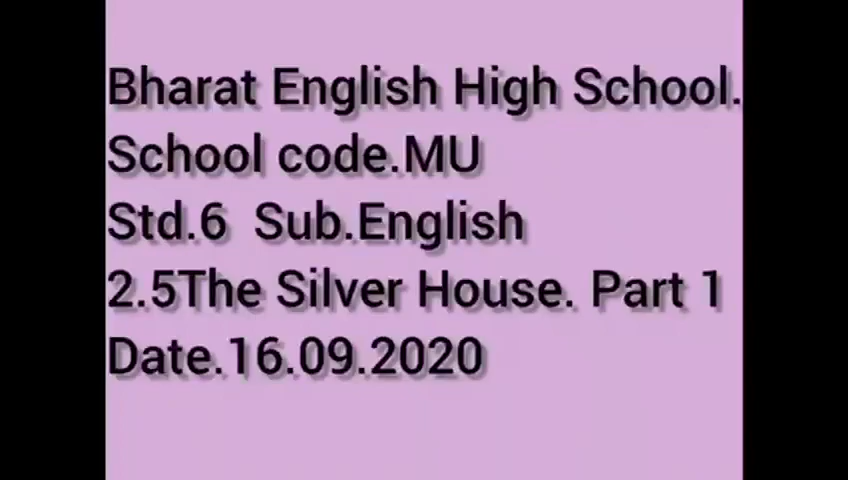 Bharat English High School.
School code.MU
Std.6 Sub.English
2.5The Silver House. Part 1
Date.16.09.2020